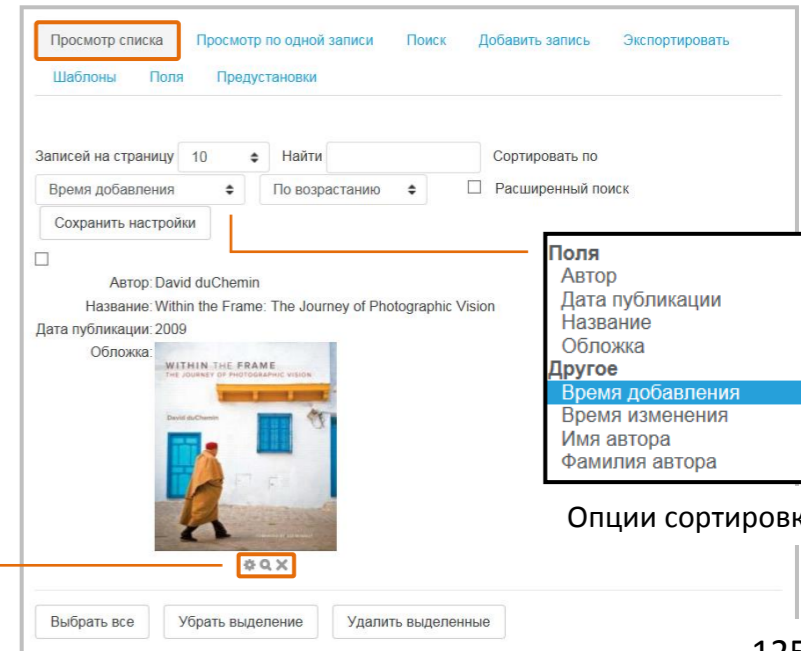 Просмотр списка Просмотр по одной записи Поиск Добавить запись Экспортировать
Шаблоны Поля Предустановки
Записей на страницу 10 Найти Сортировать по
Время добавления По возрастанию Расширенный поиск
Сохранить настройки
Автор: David duChemin
Название: Within the Frame: The Journey of Photographic Vision
Дата публикации: 2009
Обложка:
WITHIN THE FRAME
THE JOURNEY OF PHOTOGRAPHIC VISION
David duChemin
Поля
Автор
Дата публикации
Название
Обложка
Другое
Время добавления
Время изменения
Имя автора
Фамилия автора
Опции сортировк
Выбрать все Убрать выделение Удалить выделенные